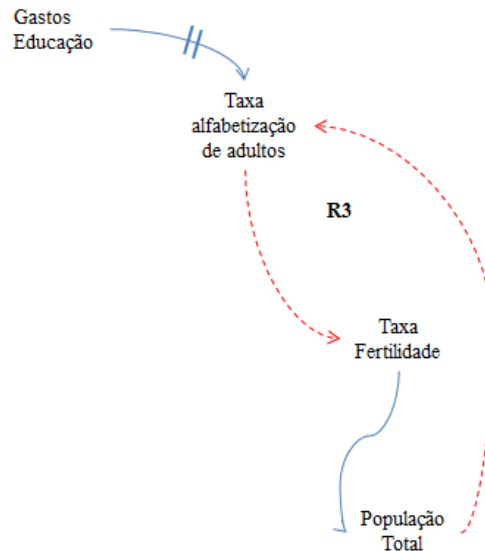 Gastos
Educação
Taxa
alfabetização
de adultos
R3
Taxa
Fertilidade
População
Total